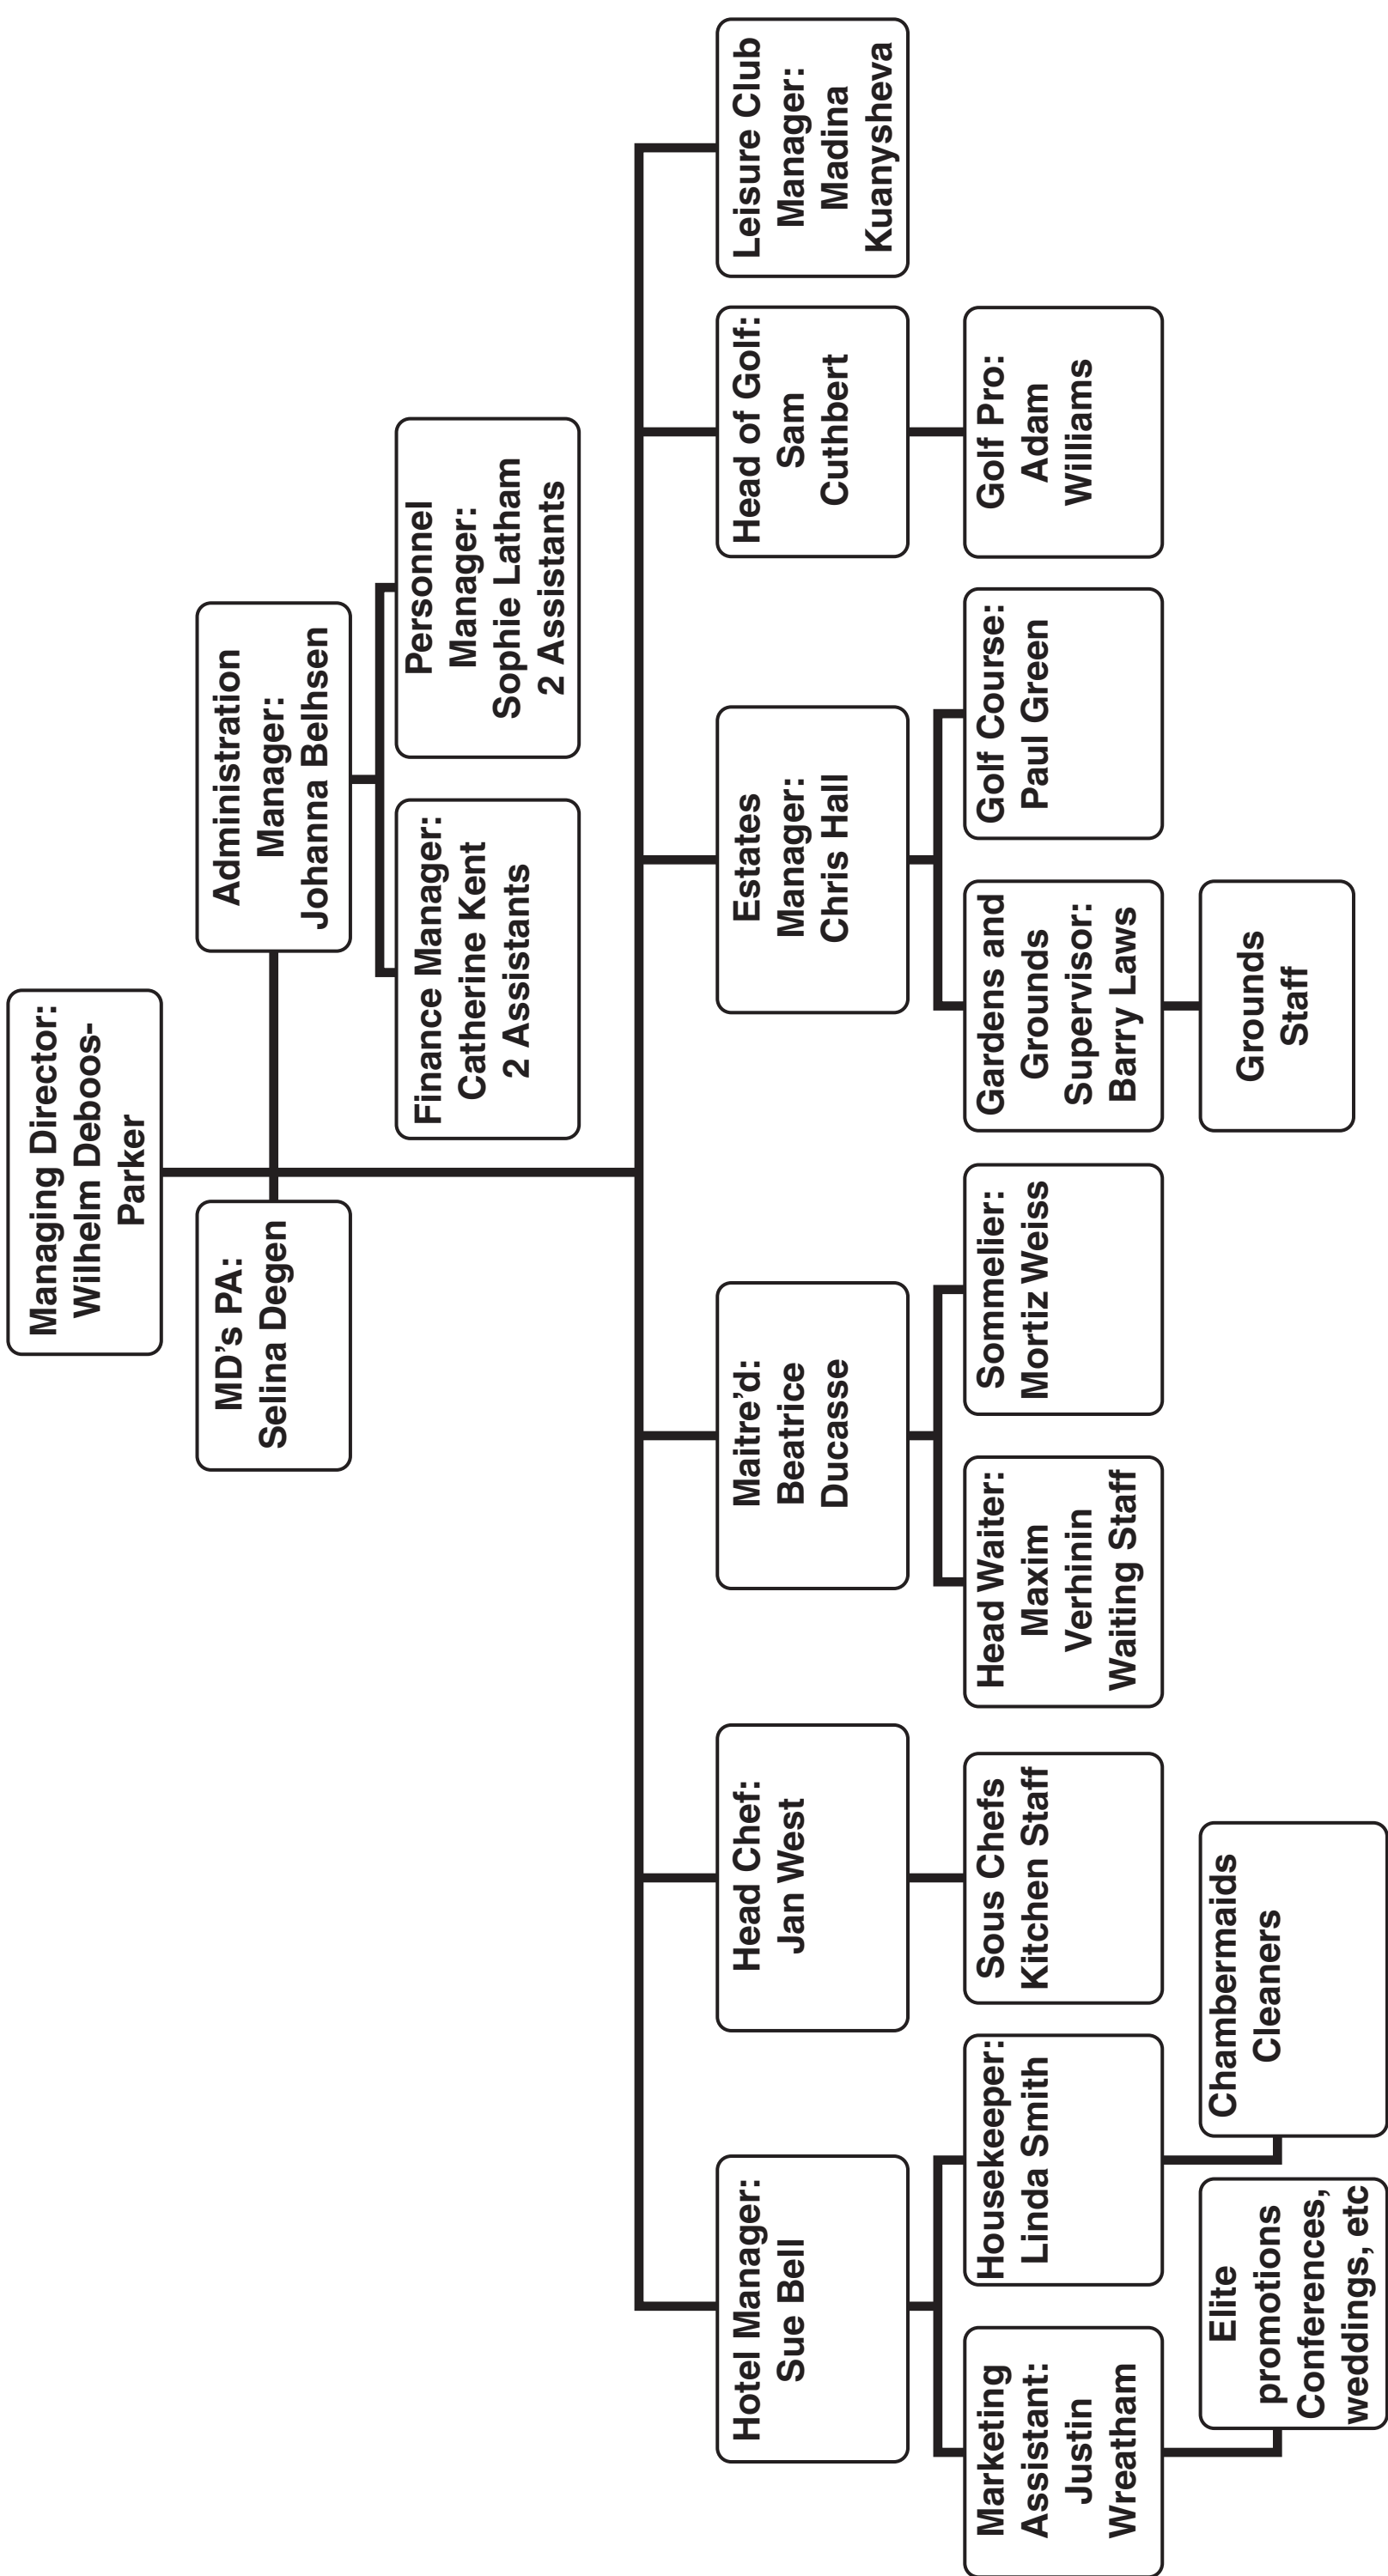 Managing Director:
Wilhelm Deboos-
Parker
MD’s PA:
Selina Degen
Administration
Manager:
Johanna Belhsen
Finance Manager:
Catherine Kent
2 Assistants
Personnel
Manager:
Sophie Latham
2 Assistants
Hotel Manager:
Sue Bell
Head Chef:
Jan West
Maitre’d:
Beatrice
Ducasse
Estates
Manager:
Chris Hall
Head of Golf:
Sam
Cuthbert
Leisure Club
Manager:
Madina
Kuanysheva
Marketing
Assistant:
Justin
Wreatham
Housekeeper:
Linda Smith
Sous Chefs
Kitchen Staff
Head Waiter:
Maxim
Verhinin
Waiting Staff
Sommelier:
Mortiz Weiss
Gardens and
Grounds
Supervisor:
Barry Laws
Golf Course:
Paul Green
Golf Pro:
Adam
Williams
Elite
promotions
Conferences,
weddings, etc
Chambermaids
Cleaners
Grounds
Staff